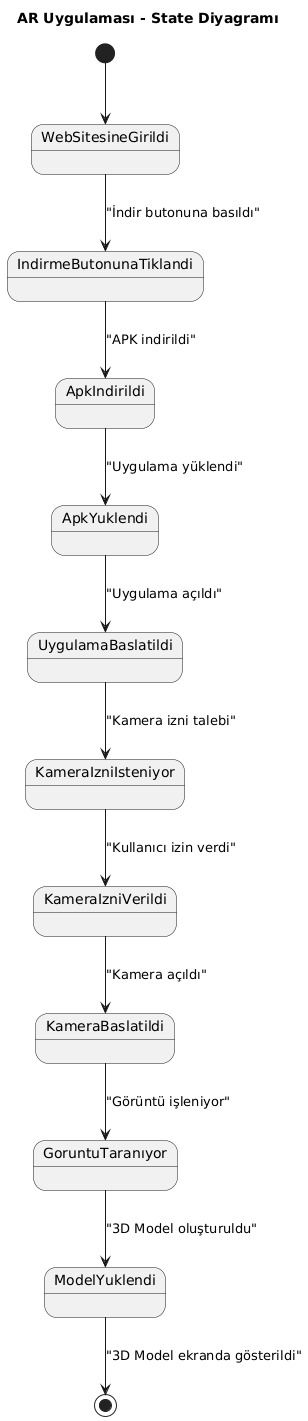 AR Uygulaması - State Diyagramı
WebSitesineGirildi
"İndir butonuna basıldı"
IndirmeButonunaTiklandi
"APK indirildi"
ApkIndirildi
"Uygulama yüklendi"
ApkYuklendi
"Uygulama açıldı"
UygulamaBaslatildi
"Kamera izni talebi"
KameraIzniIsteniyor
"Kullanıcı izin verdi"
KameraIzniVerildi
"Kamera açıldı"
KameraBaslatildi
"Görüntü işleniyor"
GoruntuTaranıyor
"3D Model oluşturuldu"
ModelYuklendi
"3D Model ekranda gösterildi"